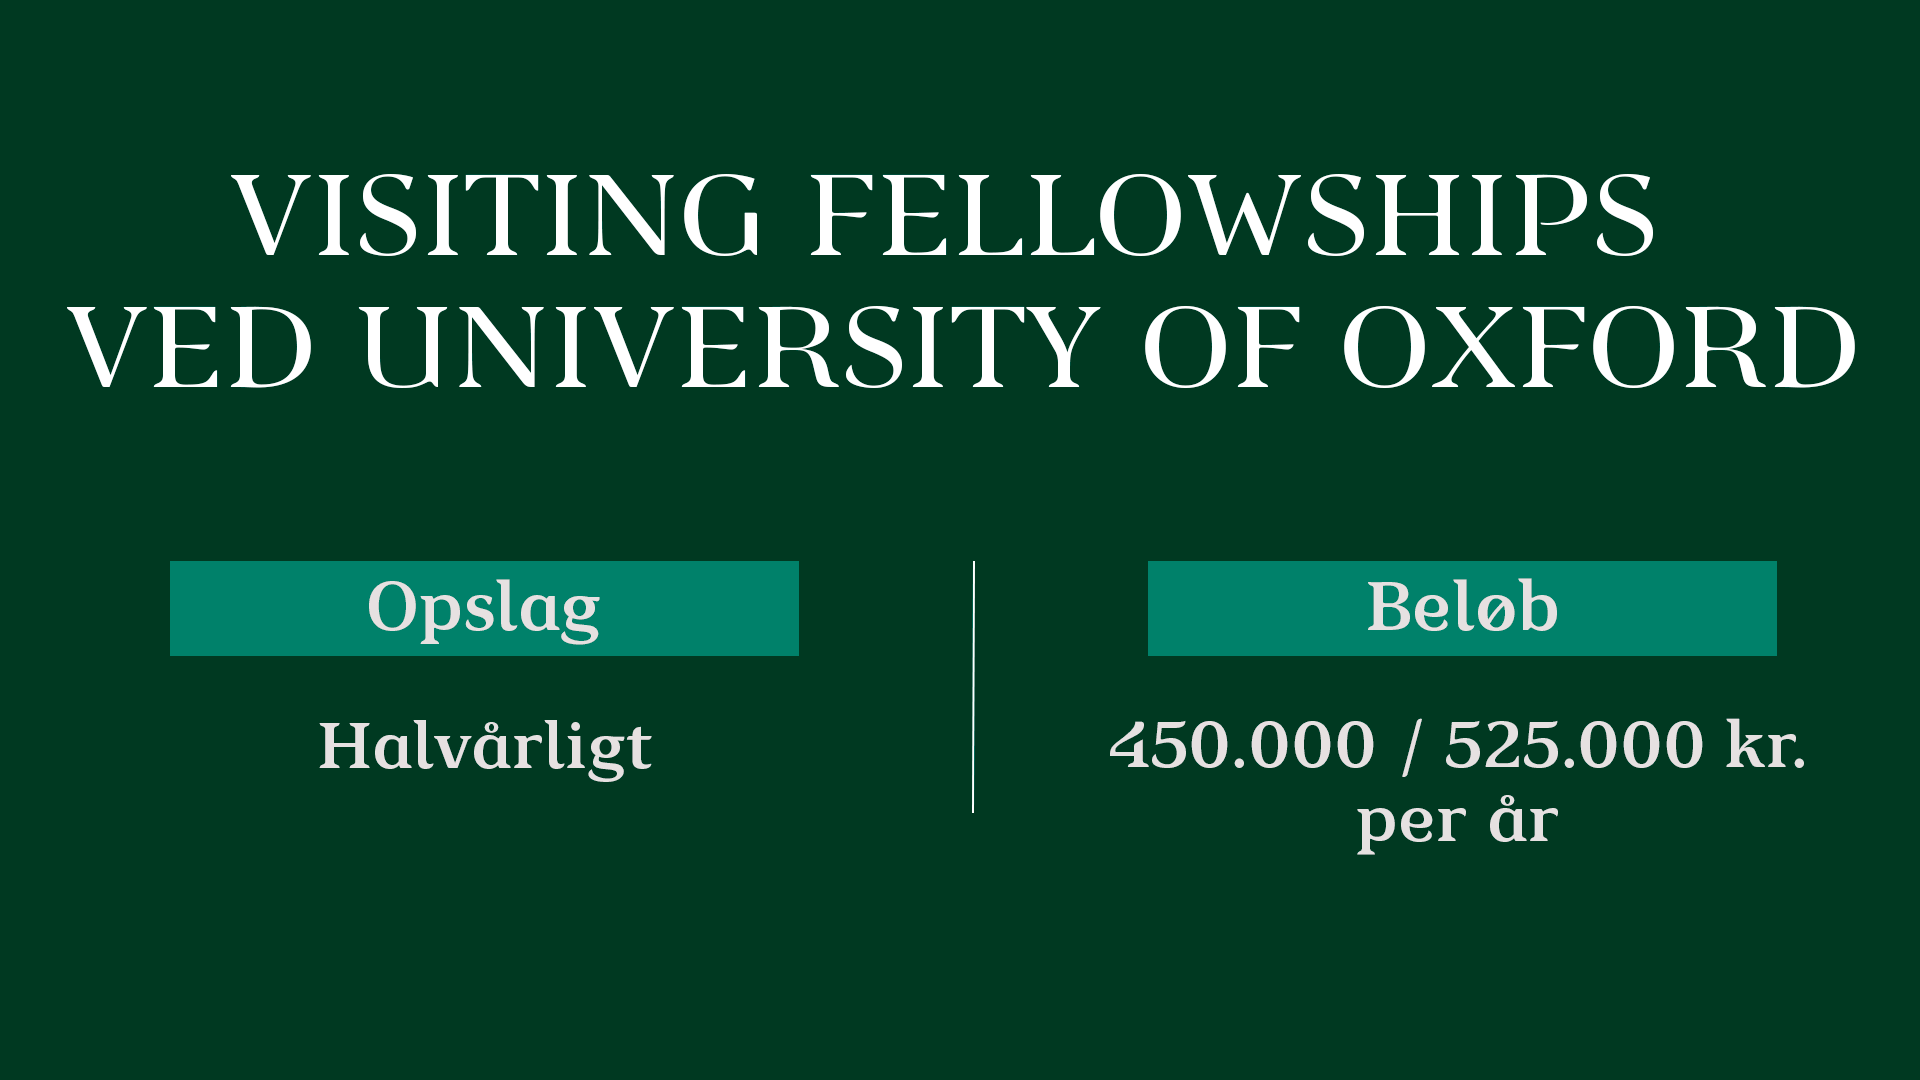 VISITING FELLOWSHIPS
VED UNIVERSITY OF OXFORD
Opslag
Halvårligt
Beløb
450.000 / 525.000 kr.
per år